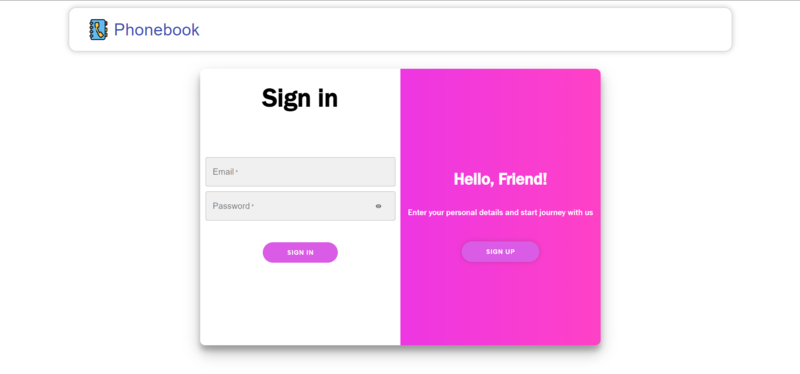 Phonebook
Sign in
Email *
Password *
SIGN IN
Hello, Friend!
Enter your personal details and start journey with us
SIGN UP